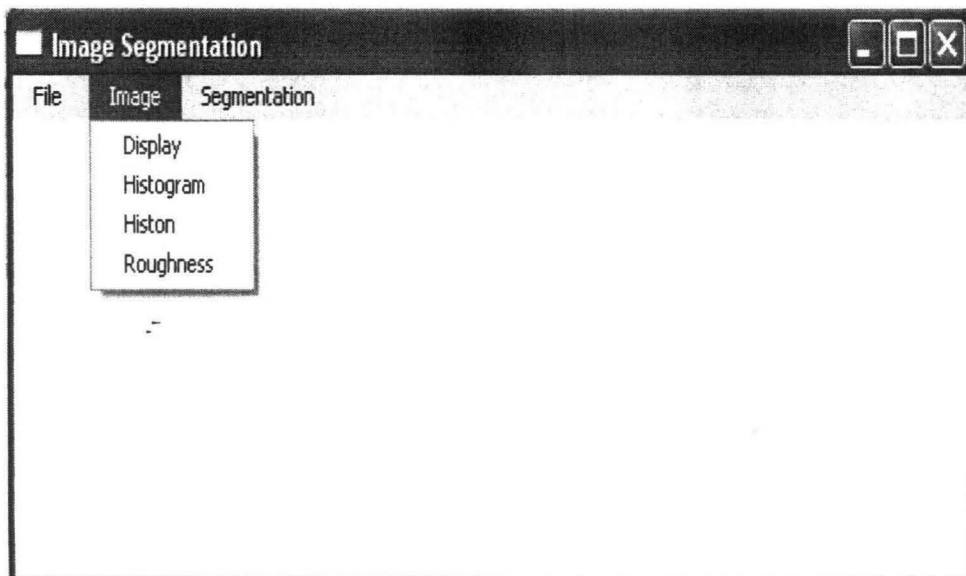 Image Segmentation
File Image Segmentation
Display
Histogram
Histon
Roughness